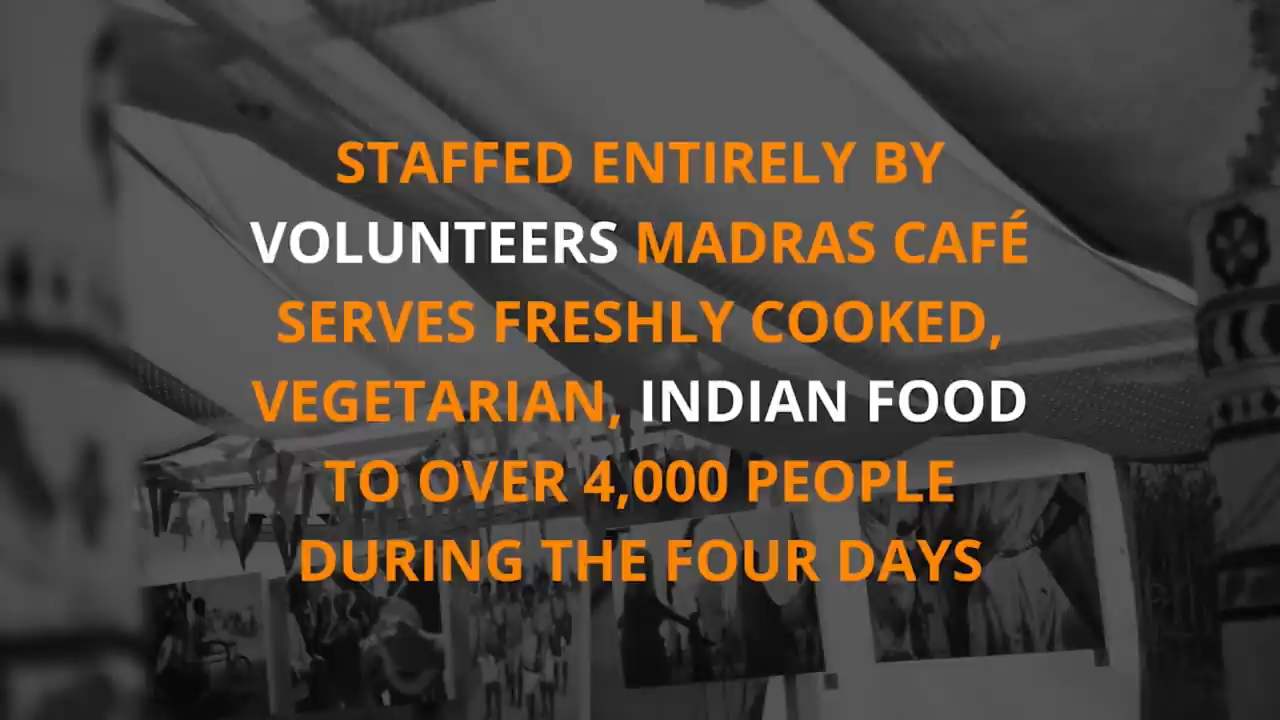 STAFFED ENTIRELY BY
VOLUNTEERS MADRAS CAFÉ
SERVES FRESHLY COOKED,
VEGETARIAN, INDIAN FOOD
TO OVER 4,000 PEOPLE
DURING THE FOUR DAYS